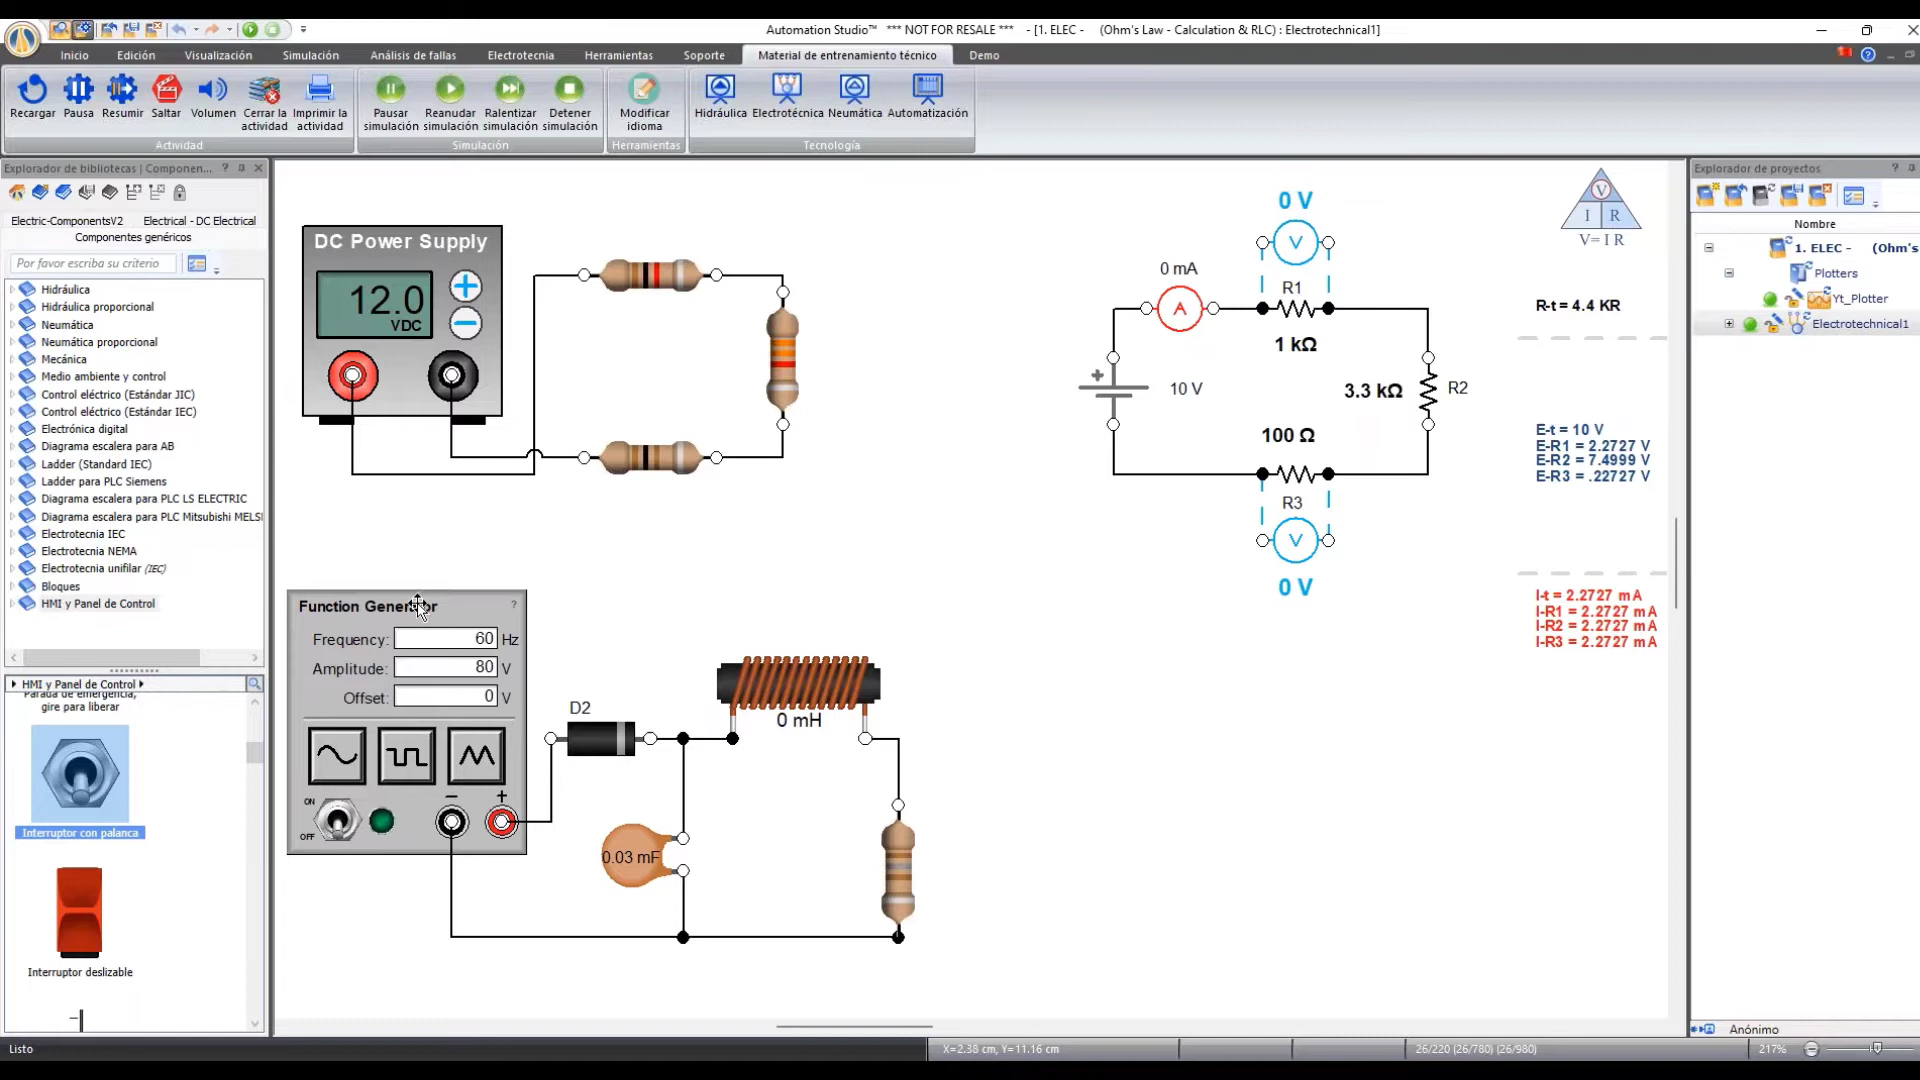 Automation Studio™ *** NOT FOR RESALE *** - [1. ELEC - (Ohm's Law - Calculation & RLC) : Electrotechnical1]
Inicio Edición Visualización Simulación Análisis de fallas Electrotecnia Herramientas Soporte Material de entrenamiento técnico Demo
Recargar Pausa Resumir Saltar Volumen Cerrar la actividad Imprimir la actividad
Pausar simulación Reanudar simulación Ralentizar simulación Detener simulación
Modificar idioma
Hidráulica Electrotécnica Neumática Automatización
Actividad Simulación Herramientas Tecnología
Explorador de bibliotecas | Componen...
Electric-ComponentsV2 Electrical - DC Electrical
Componentes genéricos
Por favor escriba su criterio
Hidráulica
Hidráulica proporcional
Neumática
Neumática proporcional
Mecánica
Medio ambiente y control
Control eléctrico (Estándar JIC)
Control eléctrico (Estándar IEC)
Electrónica digital
Diagrama escalera para AB
Ladder (Standard IEC)
Ladder para PLC Siemens
Diagrama escalera para PLC LS ELECTRIC
Diagrama escalera para PLC Mitsubishi MELSI
Electrotecnia IEC
Electrotecnia NEMA
Electrotecnia unifilar (IEC)
Bloques
HMI y Panel de Control
HMI y Panel de Control
Parada de emergencia,
gire para liberar
Interruptor con palanca
Interruptor deslizable
DC Power Supply
12.0
VDC
Function Generator ?
Frequency: 60 Hz
Amplitude: 80 V
Offset: 0 V
ON
OFF
− +
D2
0 mH
0.03 mF
0 V
V
0 mA
A
R1
1 kΩ
+
10 V
3.3 kΩ
R2
100 Ω
R3
V
0 V
V
I R
V= I R
R-t = 4.4 KR
E-t = 10 V
E-R1 = 2.2727 V
E-R2 = 7.4999 V
E-R3 = .22727 V
I-t = 2.2727 mA
I-R1 = 2.2727 mA
I-R2 = 2.2727 mA
I-R3 = 2.2727 mA
Explorador de proyectos
Nombre
1. ELEC - (Ohm's
Plotters
Yt_Plotter
Electrotechnical1
Anónimo
Listo
X=2.38 cm, Y=11.16 cm
26/220 (26/780) (26/980)
217%